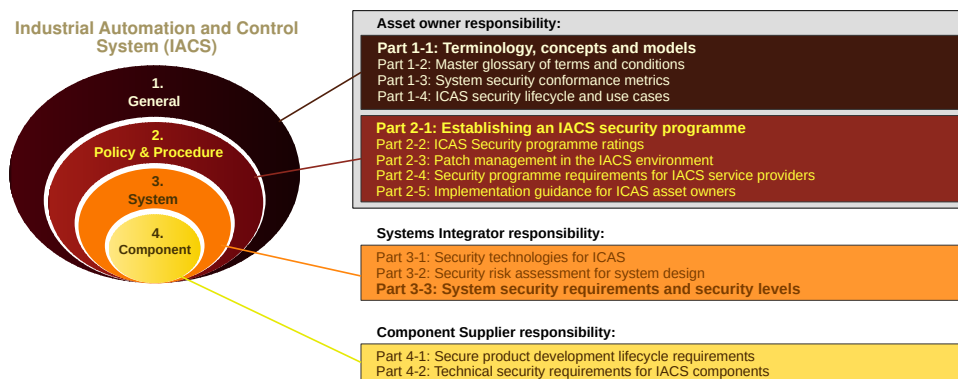 Industrial Automation and Control
System (IACS)
1.
General
2.
Policy & Procedure
3.
System
4.
Component
Asset owner responsibility:
Part 1-1: Terminology, concepts and models
Part 1-2: Master glossary of terms and conditions
Part 1-3: System security conformance metrics
Part 1-4: ICAS security lifecycle and use cases
Part 2-1: Establishing an IACS security programme
Part 2-2: ICAS Security programme ratings
Part 2-3: Patch management in the IACS environment
Part 2-4: Security programme requirements for IACS service providers
Part 2-5: Implementation guidance for ICAS asset owners
Systems Integrator responsibility:
Part 3-1: Security technologies for ICAS
Part 3-2: Security risk assessment for system design
Part 3-3: System security requirements and security levels
Component Supplier responsibility:
Part 4-1: Secure product development lifecycle requirements
Part 4-2: Technical security requirements for IACS components